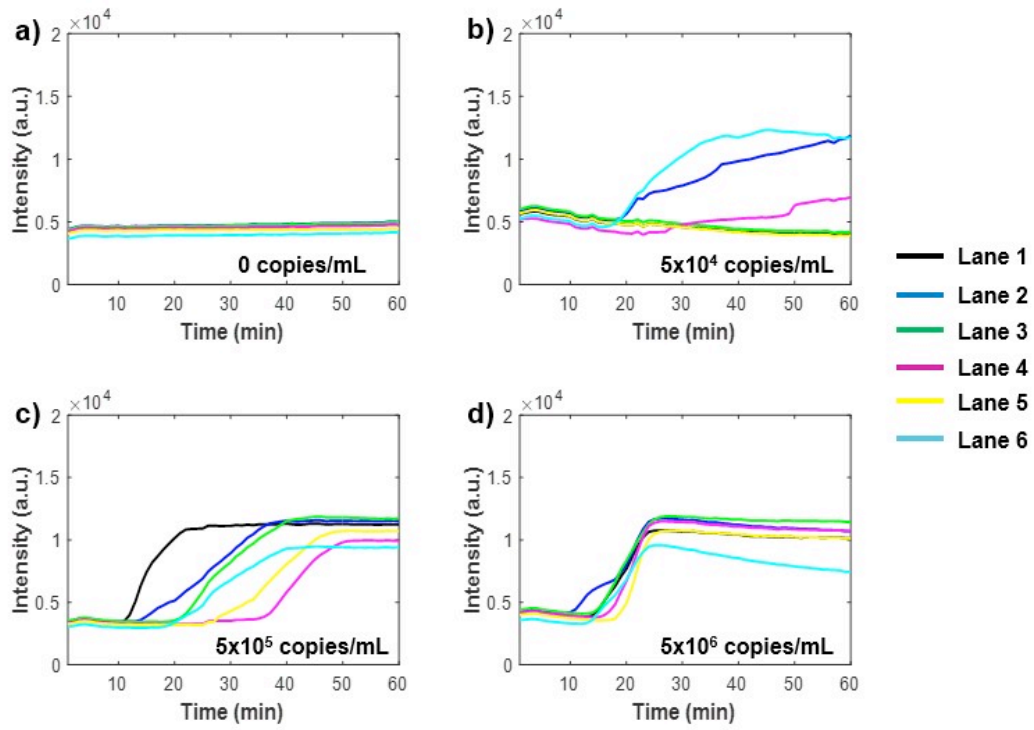 a)
×10⁴
2
1.5
1
0.5
0
Intensity (a.u.)
0 copies/mL
10 20 30 40 50 60
Time (min)
b)
×10⁴
2
1.5
1
0.5
0
Intensity (a.u.)
5x10⁴ copies/mL
10 20 30 40 50 60
Time (min)
c)
×10⁴
2
1.5
1
0.5
0
Intensity (a.u.)
5x10⁵ copies/mL
10 20 30 40 50 60
Time (min)
d)
×10⁴
2
1.5
1
0.5
0
Intensity (a.u.)
5x10⁶ copies/mL
10 20 30 40 50 60
Time (min)
Lane 1
Lane 2
Lane 3
Lane 4
Lane 5
Lane 6